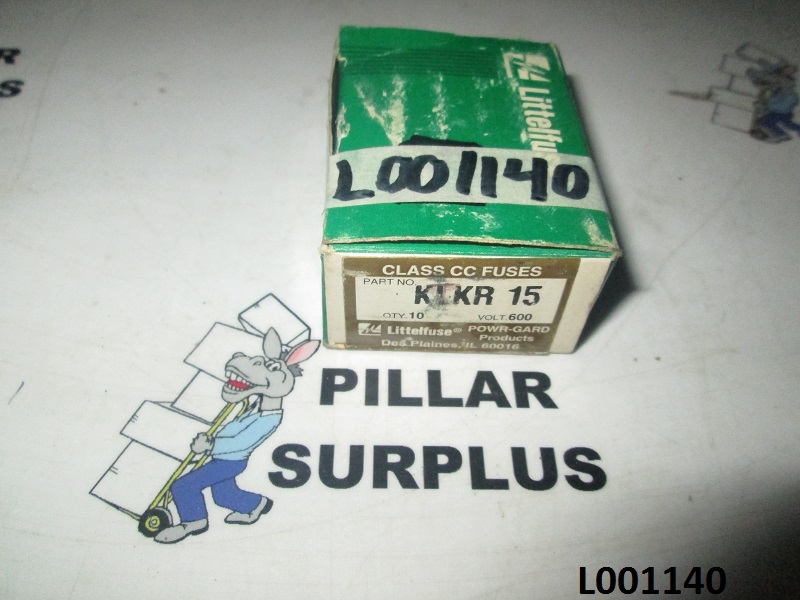 Littelfu
L001140
CLASS CC FUSES
PART NO.
KLKR 15
QTY. 10 VOLT. 600
Littelfuse® POWR-GARD
Products
Des Plaines, IL 60016
PILLAR
SURPLUS
L001140